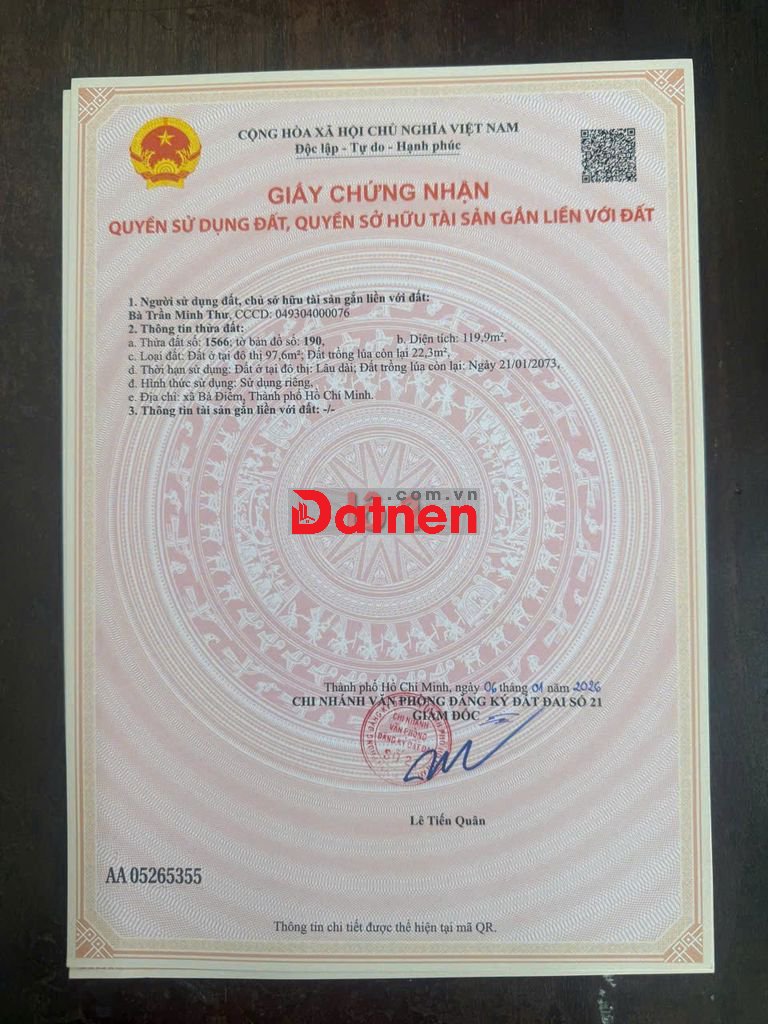 CỘNG HÒA XÃ HỘI CHỦ NGHĨA VIỆT NAM
Độc lập - Tự do - Hạnh phúc
GIẤY CHỨNG NHẬN
QUYỀN SỬ DỤNG ĐẤT, QUYỀN SỞ HỮU TÀI SẢN GẮN LIỀN VỚI ĐẤT
1. Người sử dụng đất, chủ sở hữu tài sản gắn liền với đất:
Bà Trần Minh Thư, CCCD: 049304000076
2. Thông tin thửa đất:
a. Thửa đất số: 1566; tờ bản đồ số: 190, b. Diện tích: 119,9m²,
c. Loại đất: Đất ở tại đô thị 97,6m²; Đất trồng lúa còn lại 22,3m²,
d. Thời hạn sử dụng: Đất ở tại đô thị: Lâu dài; Đất trồng lúa còn lại: Ngày 21/01/2073,
đ. Hình thức sử dụng: Sử dụng riêng,
e. Địa chỉ: xã Bà Điểm, Thành phố Hồ Chí Minh.
3. Thông tin tài sản gắn liền với đất: -/-
.com.vn
Datnen
Thành phố Hồ Chí Minh, ngày 06 tháng 01 năm 2026
CHI NHÁNH VĂN PHÒNG ĐĂNG KÝ ĐẤT ĐAI SỐ 21
GIÁM ĐỐC
CHI NHÁNH
VĂN PHÒNG
ĐĂNG KÝ ĐẤT ĐAI
Lê Tiến Quân
AA 05265355
Thông tin chi tiết được thể hiện tại mã QR.